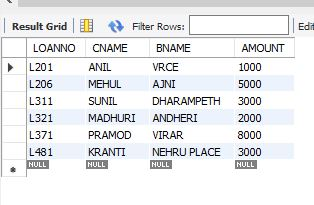 Result Grid Filter Rows: Edit
LOANNO CNAME BNAME AMOUNT
L201 ANIL VRCE 1000
L206 MEHUL AJNI 5000
L311 SUNIL DHARAMPETH 3000
L321 MADHURI ANDHERI 2000
L371 PRAMOD VIRAR 8000
L481 KRANTI NEHRU PLACE 3000
NULL NULL NULL NULL